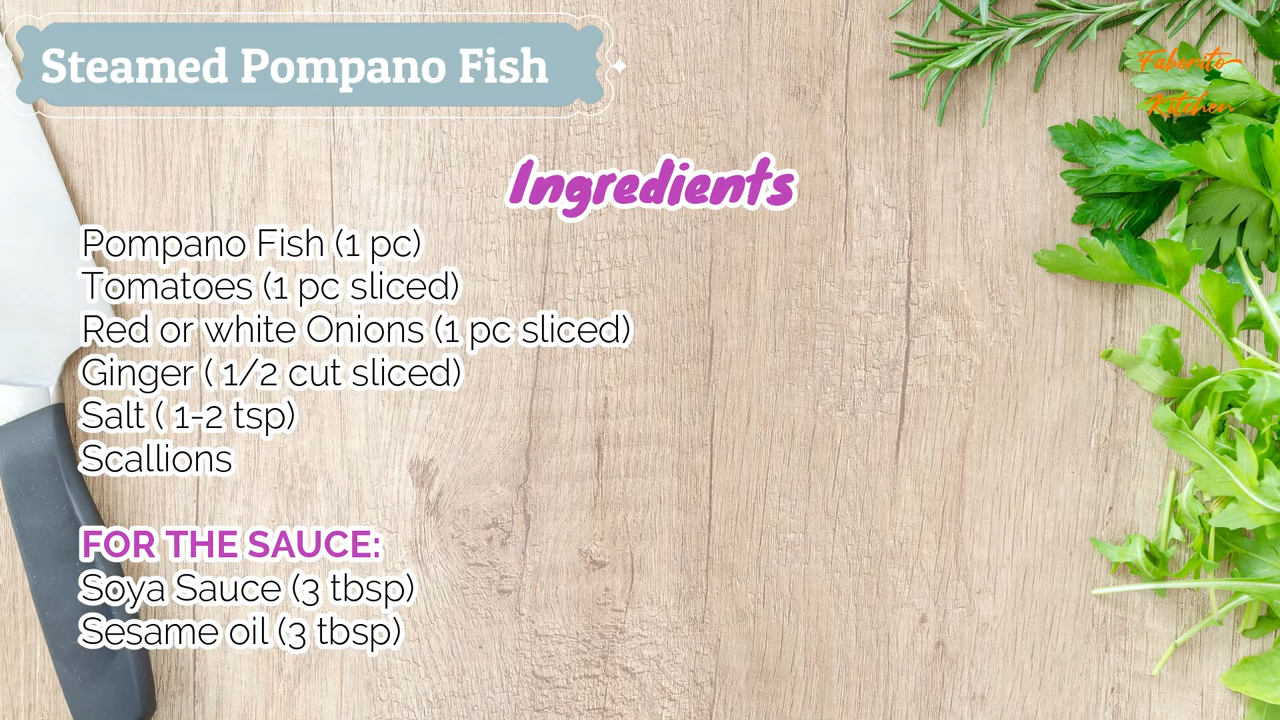 Steamed Pompano Fish
Faborito
Kitchen
Ingredients
Pompano Fish (1 pc)
Tomatoes (1 pc sliced)
Red or white Onions (1 pc sliced)
Ginger ( 1/2 cut sliced)
Salt ( 1-2 tsp)
Scallions
FOR THE SAUCE:
Soya Sauce (3 tbsp)
Sesame oil (3 tbsp)